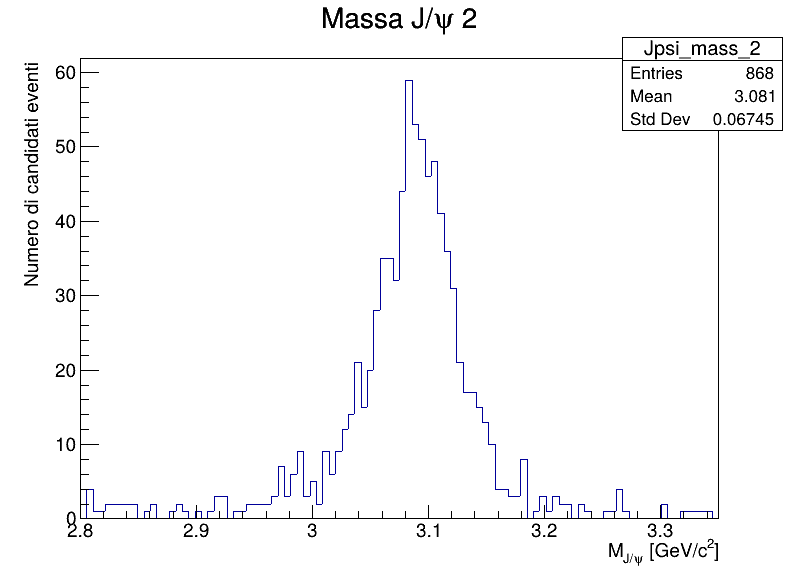 Massa J/ψ 2
Jpsi_mass_2
Entries 868
Mean 3.081
Std Dev 0.06745
Numero di candidati eventi
60
50
40
30
20
10
0
2.8 2.9 3 3.1 3.2 3.3
M_J/ψ [GeV/c²]